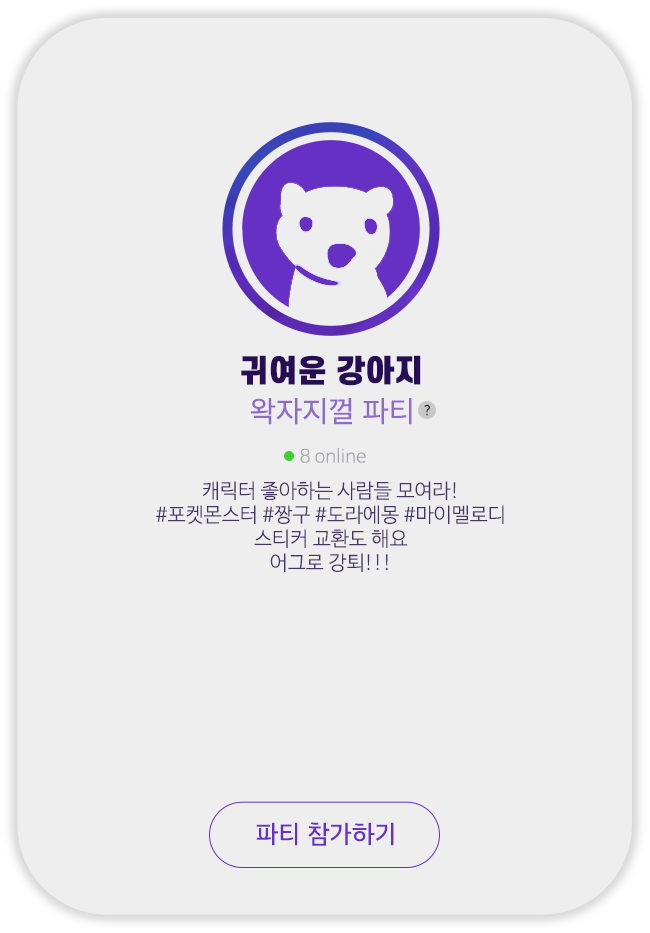 귀여운 강아지
왁자지껄 파티 ?
8 online
캐릭터 좋아하는 사람들 모여라!
#포켓몬스터 #짱구 #도라에몽 #마이멜로디
스티커 교환도 해요
어그로 강퇴!!!
파티 참가하기